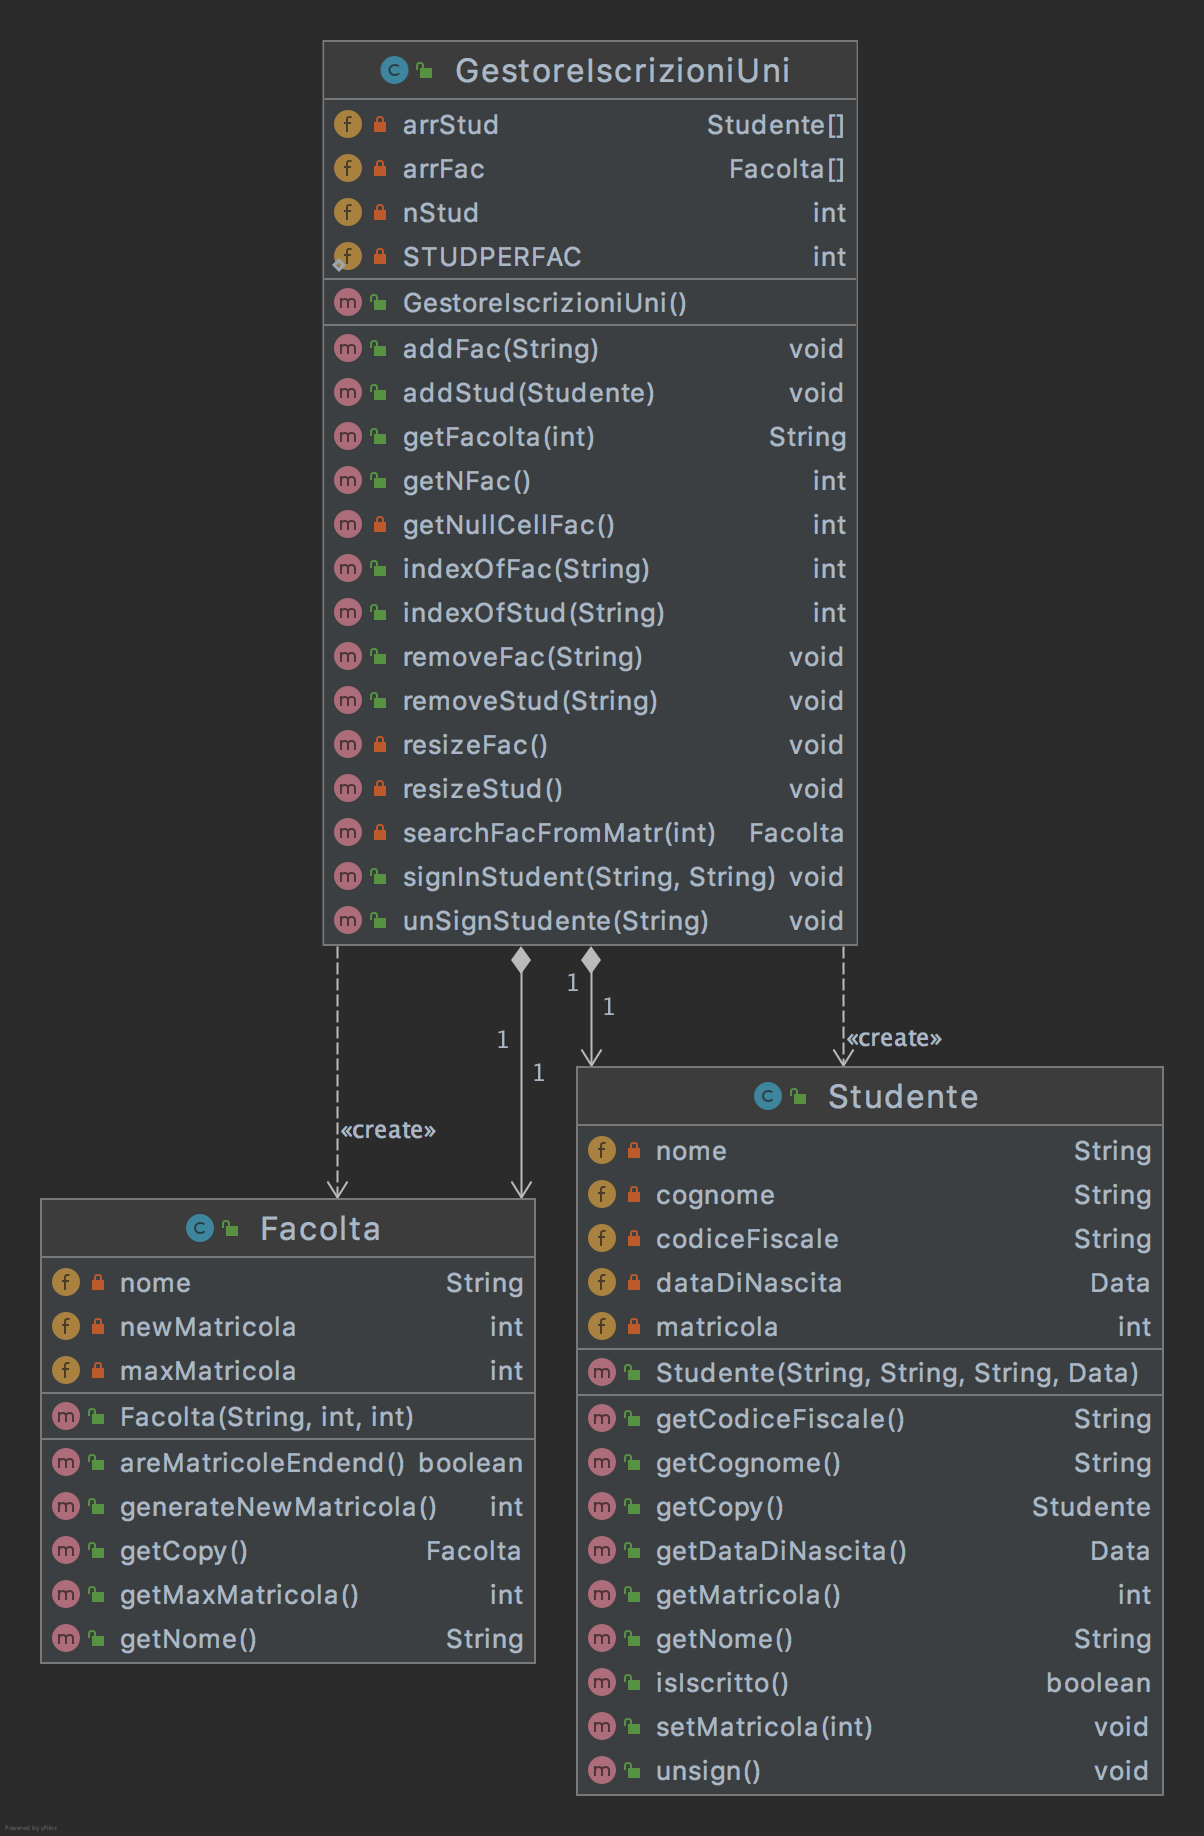 GestoreIscrizioniUni
arrStud Studente[]
arrFac Facolta[]
nStud int
STUDPERFAC int
GestoreIscrizioniUni()
addFac(String) void
addStud(Studente) void
getFacolta(int) String
getNFac() int
getNullCellFac() int
indexOfFac(String) int
indexOfStud(String) int
removeFac(String) void
removeStud(String) void
resizeFac() void
resizeStud() void
searchFacFromMatr(int) Facolta
signInStudent(String, String) void
unSignStudente(String) void
1
1
1
1
«create»
«create»
Facolta
nome String
newMatricola int
maxMatricola int
Facolta(String, int, int)
areMatricoleEndend() boolean
generateNewMatricola() int
getCopy() Facolta
getMaxMatricola() int
getNome() String
Studente
nome String
cognome String
codiceFiscale String
dataDiNascita Data
matricola int
Studente(String, String, String, Data)
getCodiceFiscale() String
getCognome() String
getCopy() Studente
getDataDiNascita() Data
getMatricola() int
getNome() String
isIscritto() boolean
setMatricola(int) void
unsign() void
Powered by yFiles